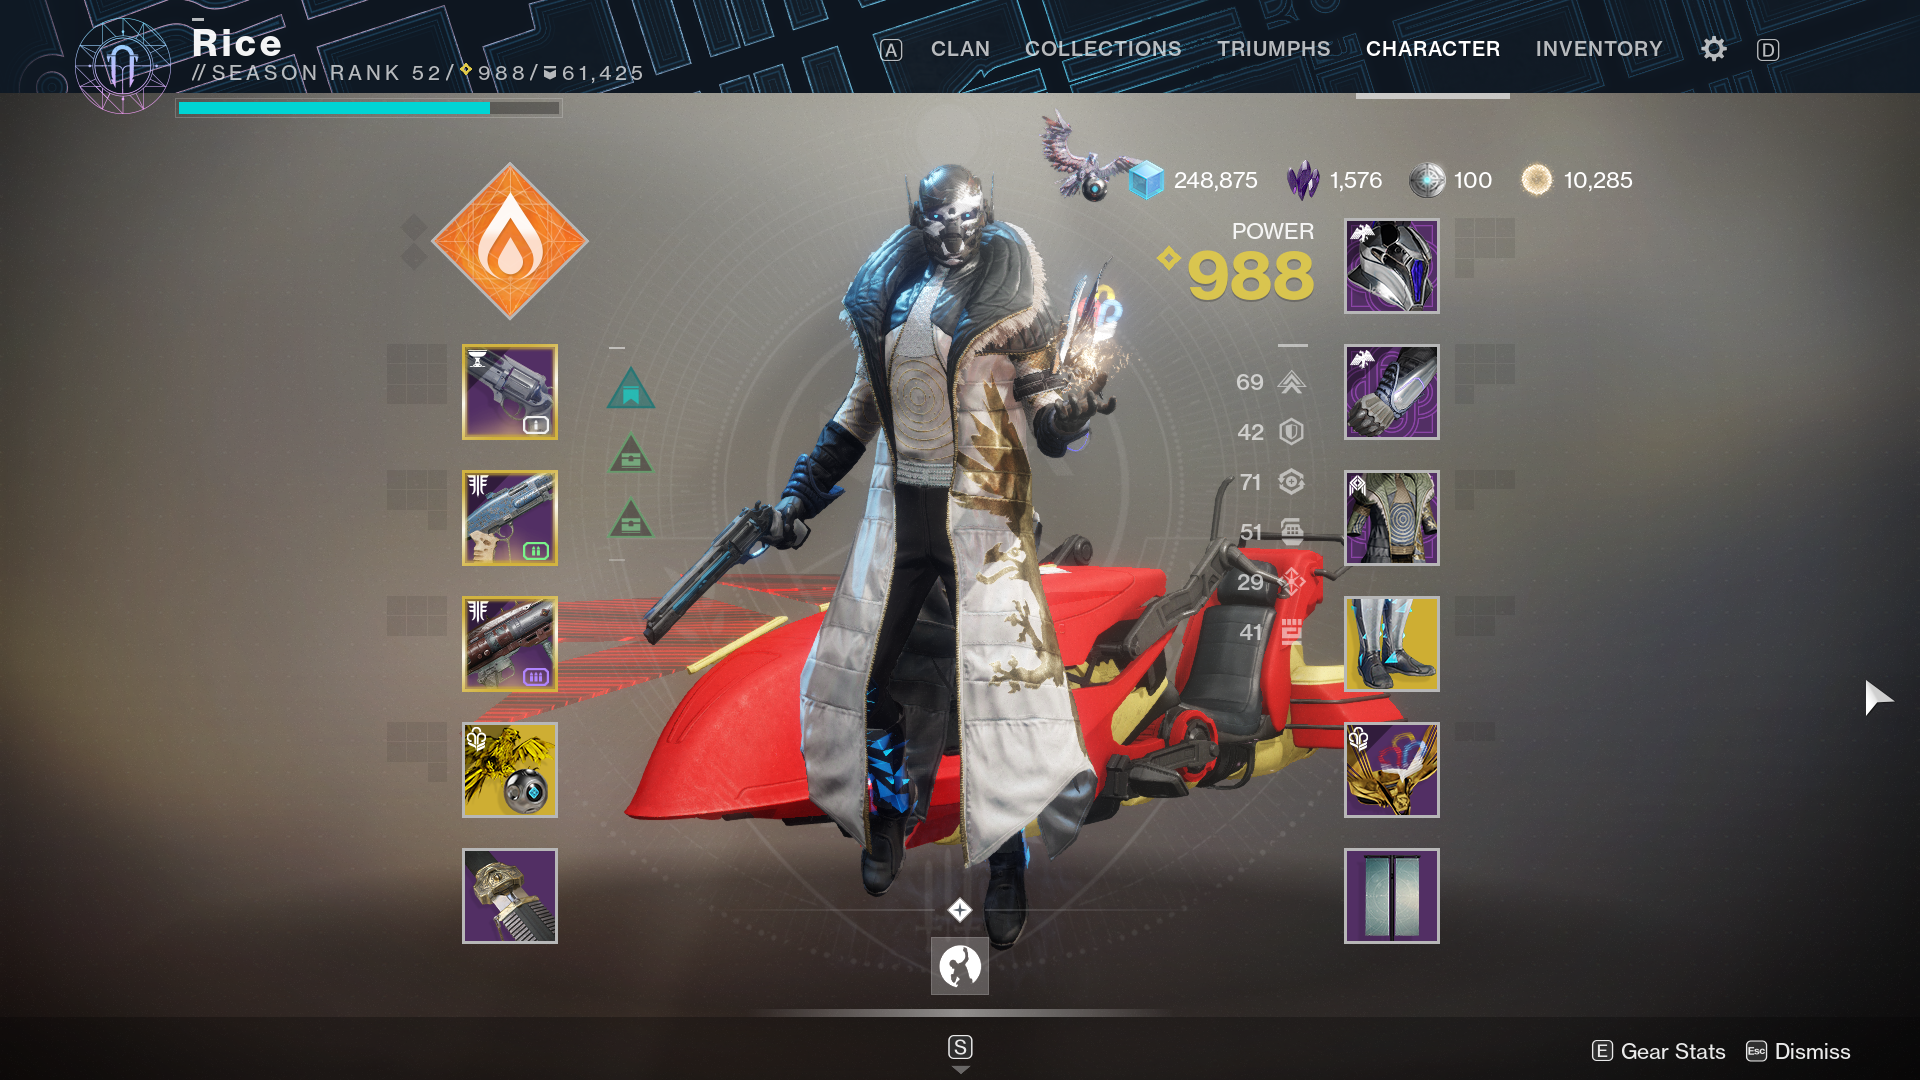 Rice
// SEASON RANK 52/988/61,425
A CLAN COLLECTIONS TRIUMPHS CHARACTER INVENTORY D
248,875 1,576 100 10,285
POWER
988
69
42
71
51
29
41
S
E Gear Stats Esc Dismiss